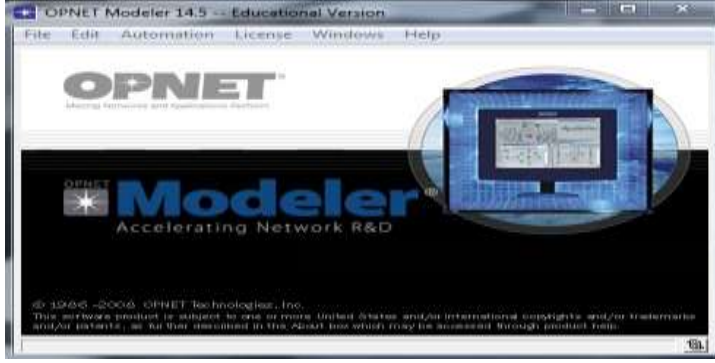 OPNET Modeler 14.5 -- Educational Version
File Edit Automation License Windows Help
OPNET
Making Networks and Applications Perform
OPNET
Modeler®
Accelerating Network R&D
© 1986-2008 OPNET Technologies, Inc.
This software product is subject to one or more United States and/or international copyrights and/or trademarks
and/or patents, as further described in the About box which may be accessed through product help.